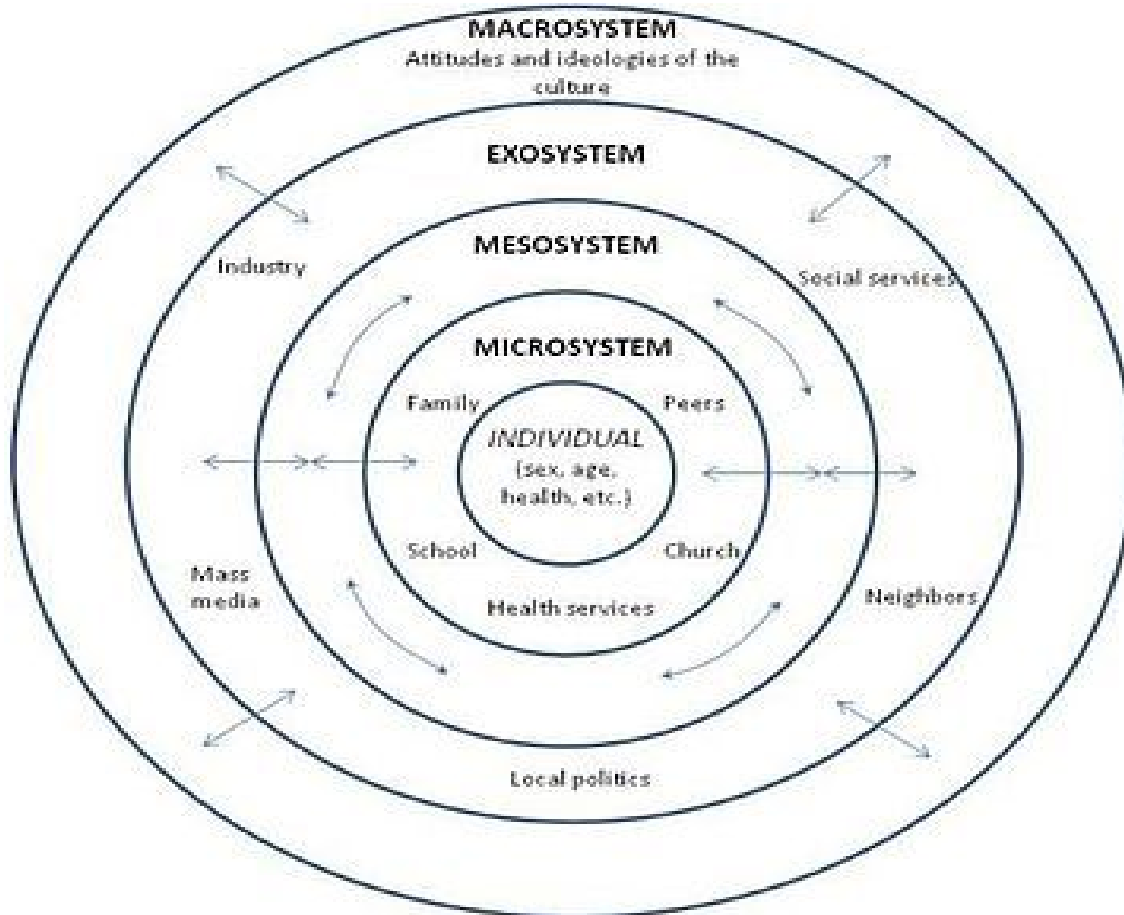 MACROSYSTEM
Attitudes and ideologies of the
culture
EXOSYSTEM
MESOSYSTEM
Industry
Social services
MICROSYSTEM
Family
Peers
INDIVIDUAL
(sex, age,
health, etc.)
School
Church
Mass
media
Health services
Neighbors
Local politics